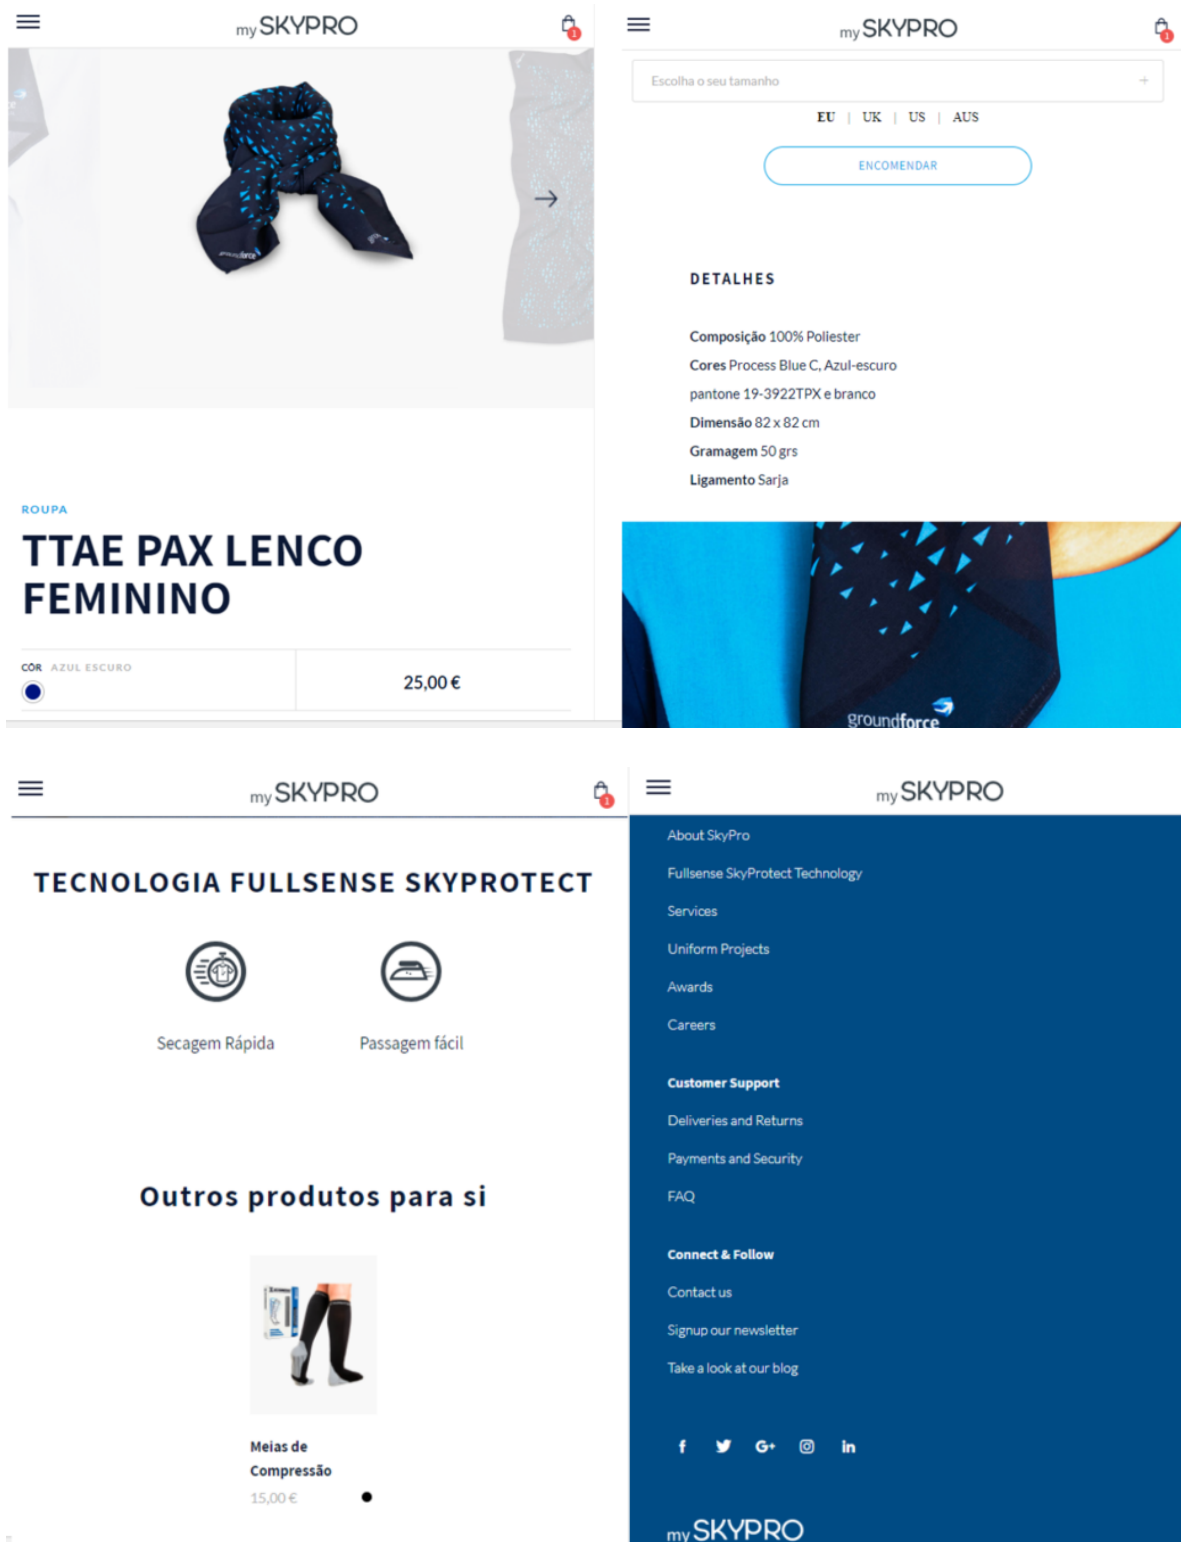 my SKYPRO
1
groundforce
ROUPA
TTAE PAX LENCO
FEMININO
CÔR AZUL ESCURO
25,00 €
my SKYPRO
1
Escolha o seu tamanho +
EU | UK | US | AUS
ENCOMENDAR
DETALHES
Composição 100% Poliester
Cores Process Blue C, Azul-escuro
pantone 19-3922TPX e branco
Dimensão 82 x 82 cm
Gramagem 50 grs
Ligamento Sarja
groundforce
my SKYPRO
1
TECNOLOGIA FULLSENSE SKYPROTECT
Secagem Rápida
Passagem fácil
Outros produtos para si
Meias de
Compressão
15,00 €
my SKYPRO
About SkyPro
Fullsense SkyProtect Technology
Services
Uniform Projects
Awards
Careers
Customer Support
Deliveries and Returns
Payments and Security
FAQ
Connect & Follow
Contact us
Signup our newsletter
Take a look at our blog
f G+ in
my SKYPRO